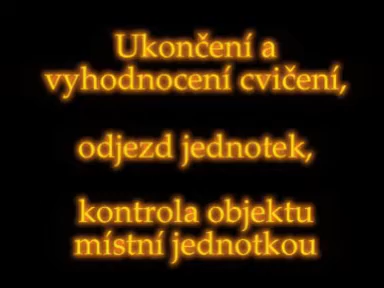 Ukončení a
vyhodnocení cvičení,
odjezd jednotek,
kontrola objektu
místní jednotkou